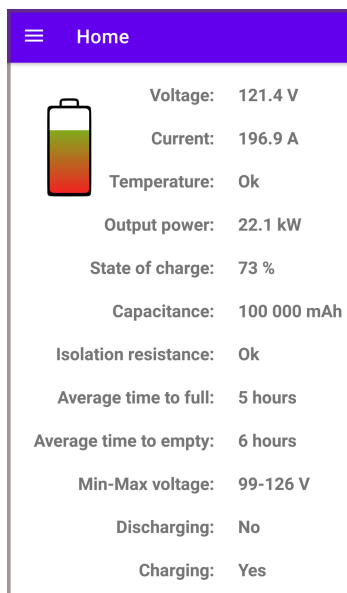 Home
Voltage: 121.4 V
Current: 196.9 A
Temperature: Ok
Output power: 22.1 kW
State of charge: 73 %
Capacitance: 100 000 mAh
Isolation resistance: Ok
Average time to full: 5 hours
Average time to empty: 6 hours
Min-Max voltage: 99-126 V
Discharging: No
Charging: Yes